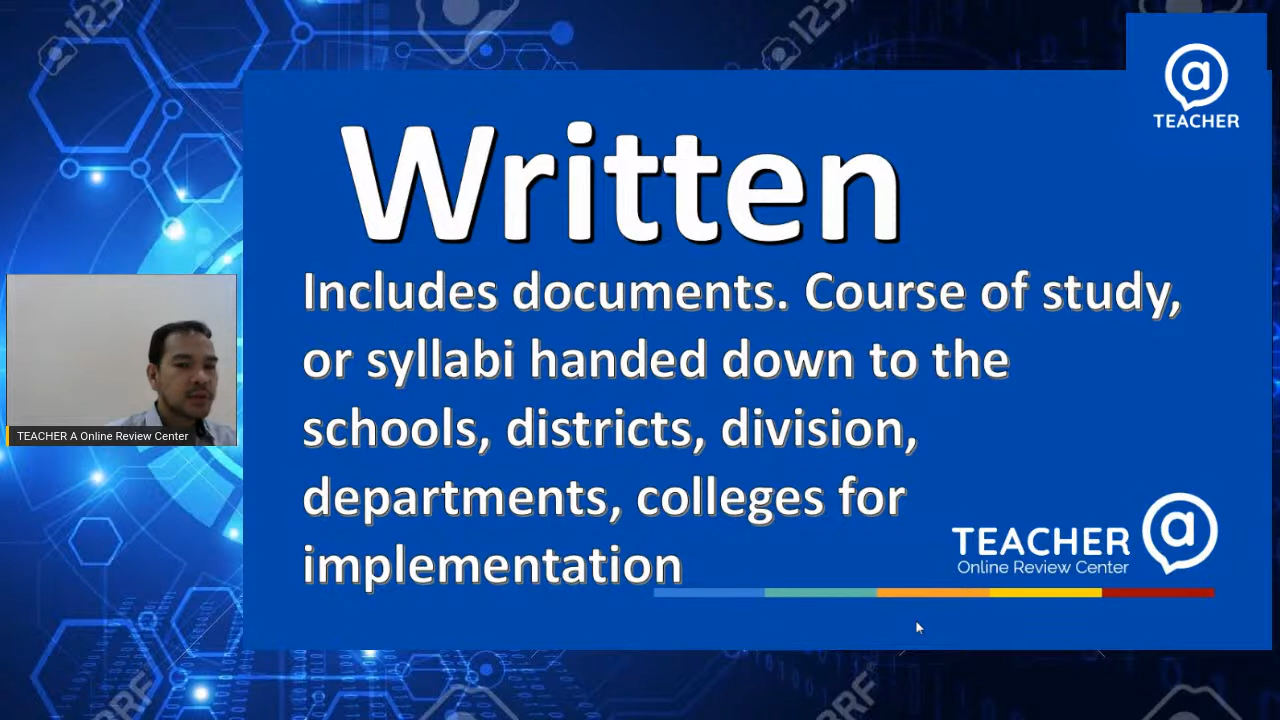 TEACHER
Written
Includes documents. Course of study,
or syllabi handed down to the
schools, districts, division,
departments, colleges for
implementation
TEACHER
Online Review Center
TEACHER A Online Review Center
123RF